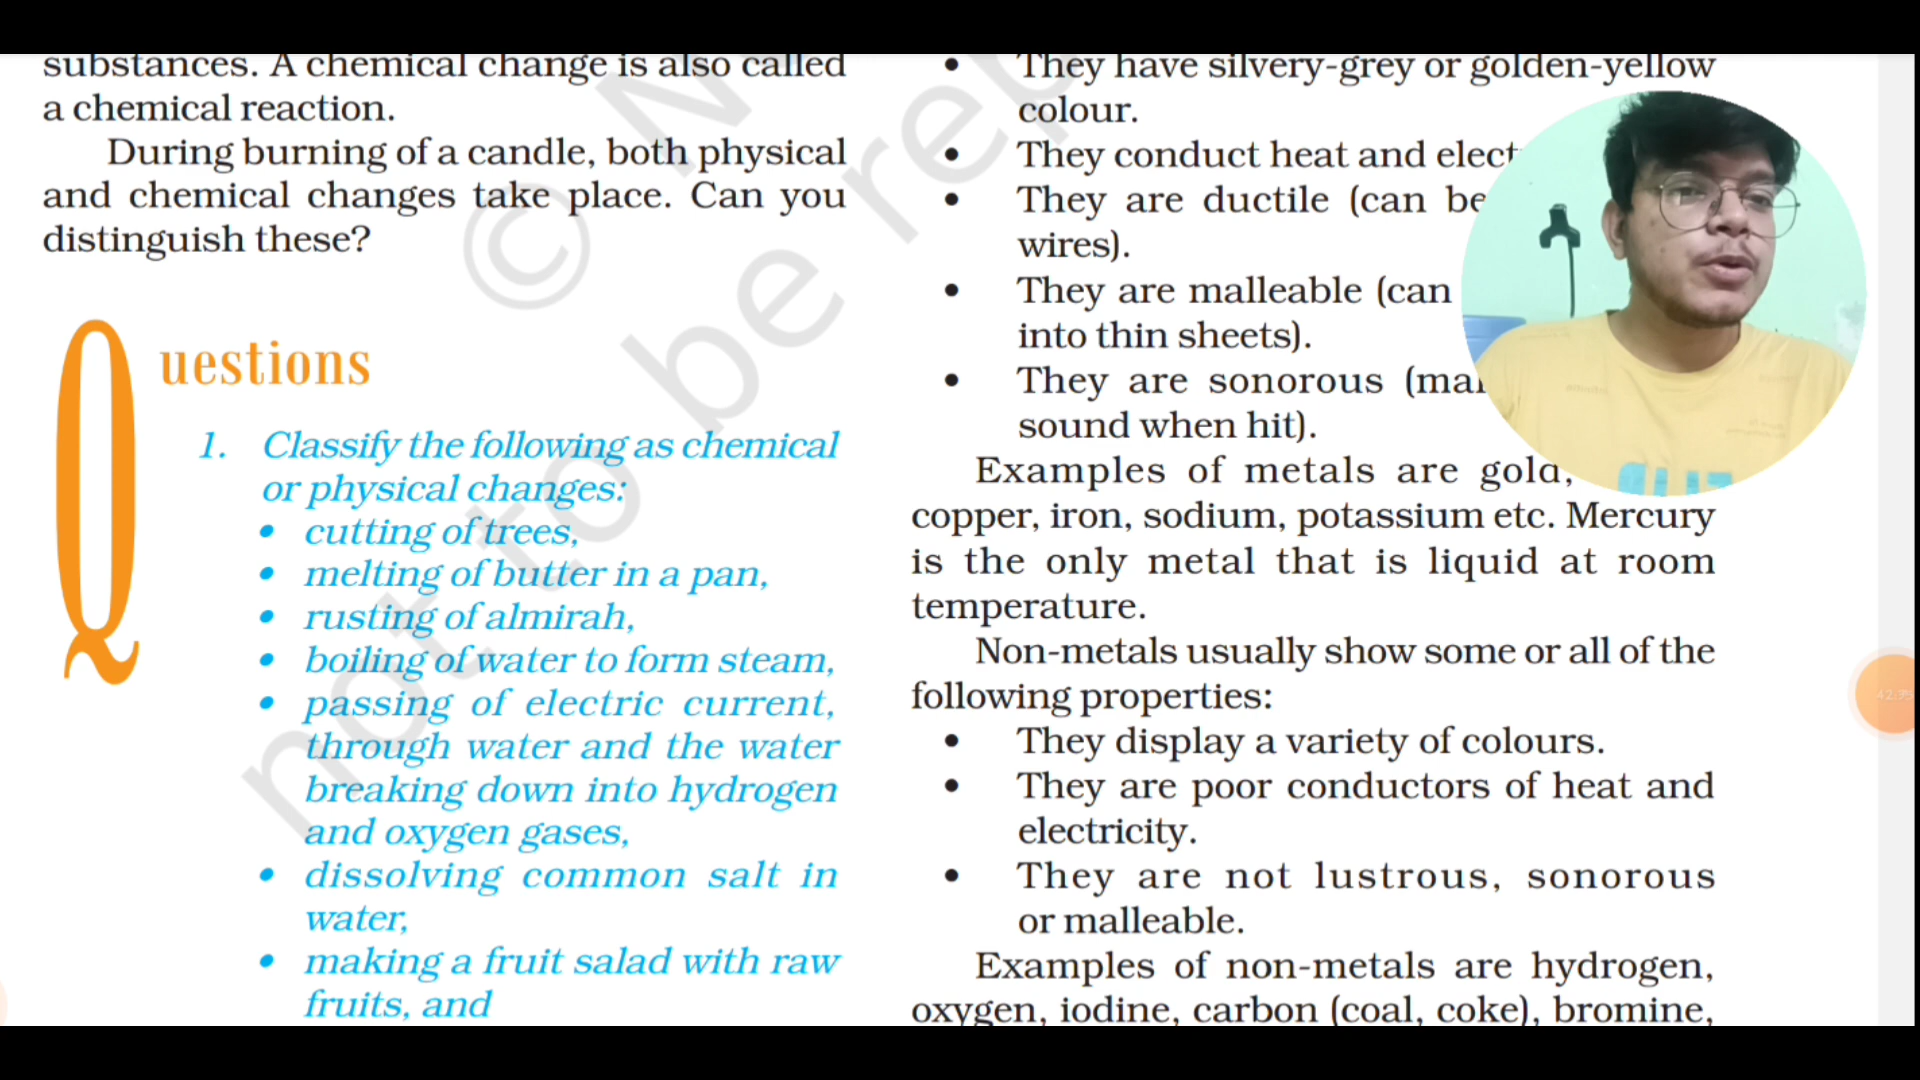 substances. A chemical change is also called
a chemical reaction.
During burning of a candle, both physical
and chemical changes take place. Can you
distinguish these?
Questions
1. Classify the following as chemical
or physical changes:
• cutting of trees,
• melting of butter in a pan,
• rusting of almirah,
• boiling of water to form steam,
• passing of electric current,
through water and the water
breaking down into hydrogen
and oxygen gases,
• dissolving common salt in
water,
• making a fruit salad with raw
fruits, and
• They have silvery-grey or golden-yellow
colour.
• They conduct heat and elect
• They are ductile (can be
wires).
• They are malleable (can
into thin sheets).
• They are sonorous (ma
sound when hit).
Examples of metals are gold,
copper, iron, sodium, potassium etc. Mercury
is the only metal that is liquid at room
temperature.
Non-metals usually show some or all of the
following properties:
• They display a variety of colours.
• They are poor conductors of heat and
electricity.
• They are not lustrous, sonorous
or malleable.
Examples of non-metals are hydrogen,
oxygen, iodine, carbon (coal, coke), bromine,
© N
not to be rep
42:35